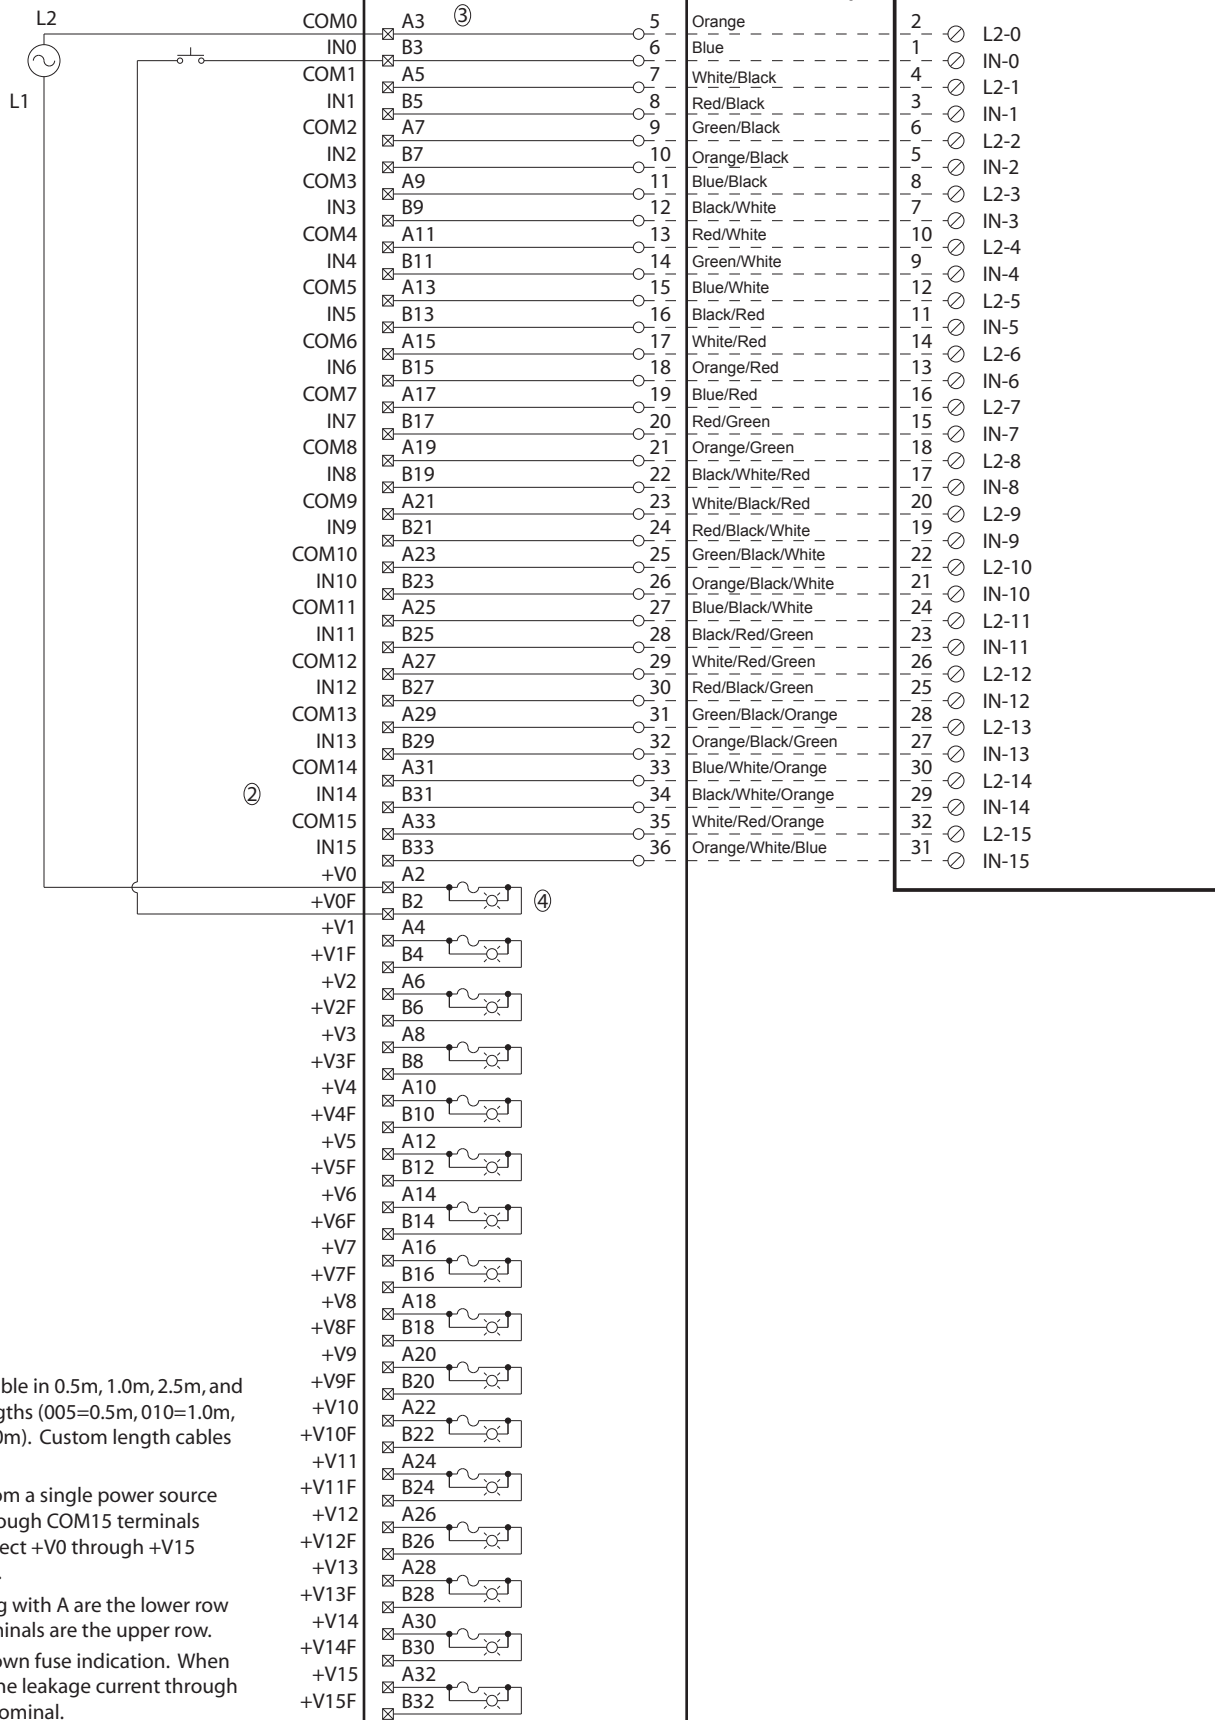 L2 COM0 A3 ③ 5 Orange 2 L2-0
IN0 B3 6 Blue 1 IN-0
COM1 A5 7 White/Black 4 L2-1
L1 IN1 B5 8 Red/Black 3 IN-1
COM2 A7 9 Green/Black 6 L2-2
IN2 B7 10 Orange/Black 5 IN-2
COM3 A9 11 Blue/Black 8 L2-3
IN3 B9 12 Black/White 7 IN-3
COM4 A11 13 Red/White 10 L2-4
IN4 B11 14 Green/White 9 IN-4
COM5 A13 15 Blue/White 12 L2-5
IN5 B13 16 Black/Red 11 IN-5
COM6 A15 17 White/Red 14 L2-6
IN6 B15 18 Orange/Red 13 IN-6
COM7 A17 19 Blue/Red 16 L2-7
IN7 B17 20 Red/Green 15 IN-7
COM8 A19 21 Orange/Green 18 L2-8
IN8 B19 22 Black/White/Red 17 IN-8
COM9 A21 23 White/Black/Red 20 L2-9
IN9 B21 24 Red/Black/White 19 IN-9
COM10 A23 25 Green/Black/White 22 L2-10
IN10 B23 26 Orange/Black/White 21 IN-10
COM11 A25 27 Blue/Black/White 24 L2-11
IN11 B25 28 Black/Red/Green 23 IN-11
COM12 A27 29 White/Red/Green 26 L2-12
IN12 B27 30 Red/Black/Green 25 IN-12
COM13 A29 31 Green/Black/Orange 28 L2-13
IN13 B29 32 Orange/Black/Green 27 IN-13
COM14 A31 33 Blue/White/Orange 30 L2-14
② IN14 B31 34 Black/White/Orange 29 IN-14
COM15 A33 35 White/Red/Orange 32 L2-15
IN15 B33 36 Orange/White/Blue 31 IN-15
+V0 A2
+V0F B2 ④
+V1 A4
+V1F B4
+V2 A6
+V2F B6
+V3 A8
+V3F B8
+V4 A10
+V4F B10
+V5 A12
+V5F B12
+V6 A14
+V6F B14
+V7 A16
+V7F B16
+V8 A18
+V8F B18
+V9 A20
+V9F B20
+V10 A22
+V10F B22
+V11 A24
+V11F B24
+V12 A26
+V12F B26
+V13 A28
+V13F B28
+V14 A30
+V14F B30
+V15 A32
+V15F B32
ble in 0.5m, 1.0m, 2.5m, and
gths (005=0.5m, 010=1.0m,
0m). Custom length cables
om a single power source
ough COM15 terminals
ect +V0 through +V15
g with A are the lower row
minals are the upper row.
own fuse indication. When
he leakage current through
ominal.